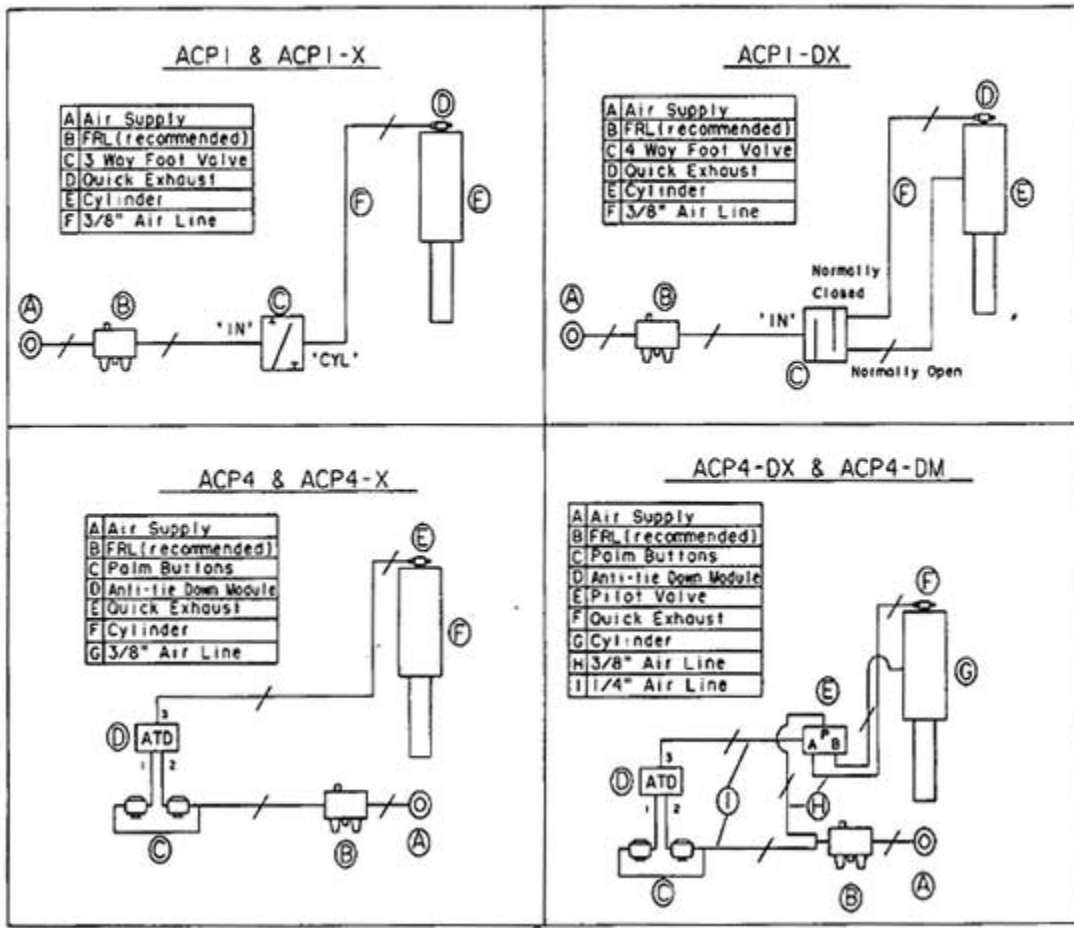 ACP1 & ACP1-X
A Air Supply
B FRL(recommended)
C 3 Way Foot Valve
D Quick Exhaust
E Cylinder
F 3/8" Air Line
D
F
E
A
B
C
"IN"
"CYL"
ACP1-DX
A Air Supply
B FRL(recommended)
C 4 Way Foot Valve
D Quick Exhaust
E Cylinder
F 3/8" Air Line
D
F
E
Normally
Closed
A
B
"IN"
C
Normally Open
ACP4 & ACP4-X
A Air Supply
B FRL(recommended)
C Palm Buttons
D Anti-tie Down Module
E Quick Exhaust
F Cylinder
G 3/8" Air Line
E
F
3
D
ATD
1 2
C
B
A
ACP4-DX & ACP4-DM
A Air Supply
B FRL(recommended)
C Palm Buttons
D Anti-tie Down Module
E Pilot Valve
F Quick Exhaust
G Cylinder
H 3/8" Air Line
I 1/4" Air Line
F
G
E
P
A B
3
D
ATD
1 2
I
H
C
B
A